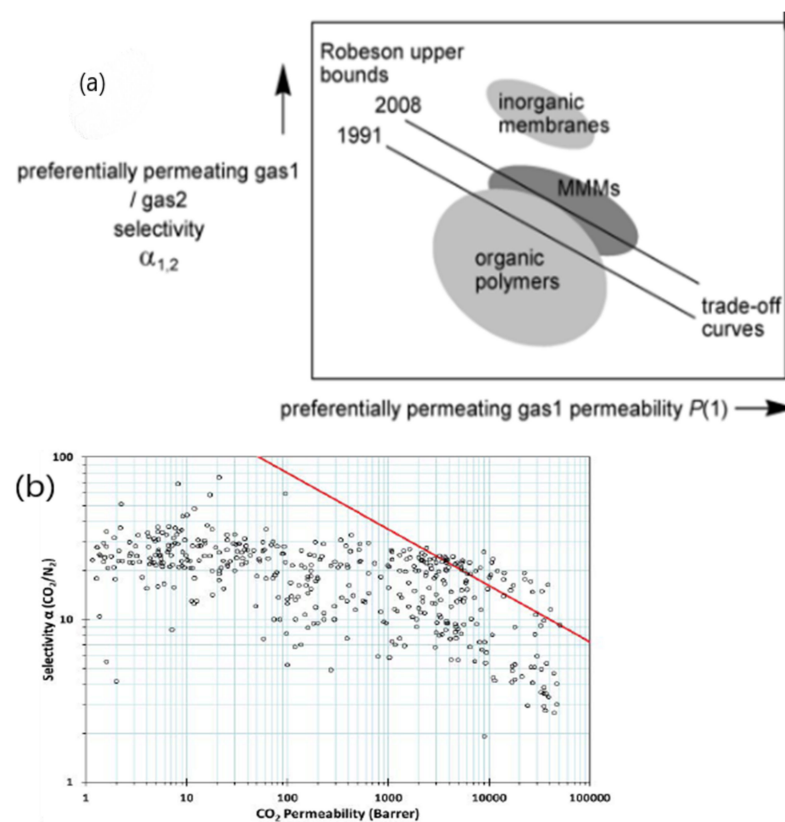 (a)
preferentially permeating gas1
/ gas2
selectivity
α1,2
Robeson upper
bounds
2008
1991
inorganic
membranes
MMMs
organic
polymers
trade-off
curves
preferentially permeating gas1 permeability P(1)
(b)
Selectivity α (CO2/N2)
100
10
1
1 10 100 1000 10000 100000
CO2 Permeability (Barrer)